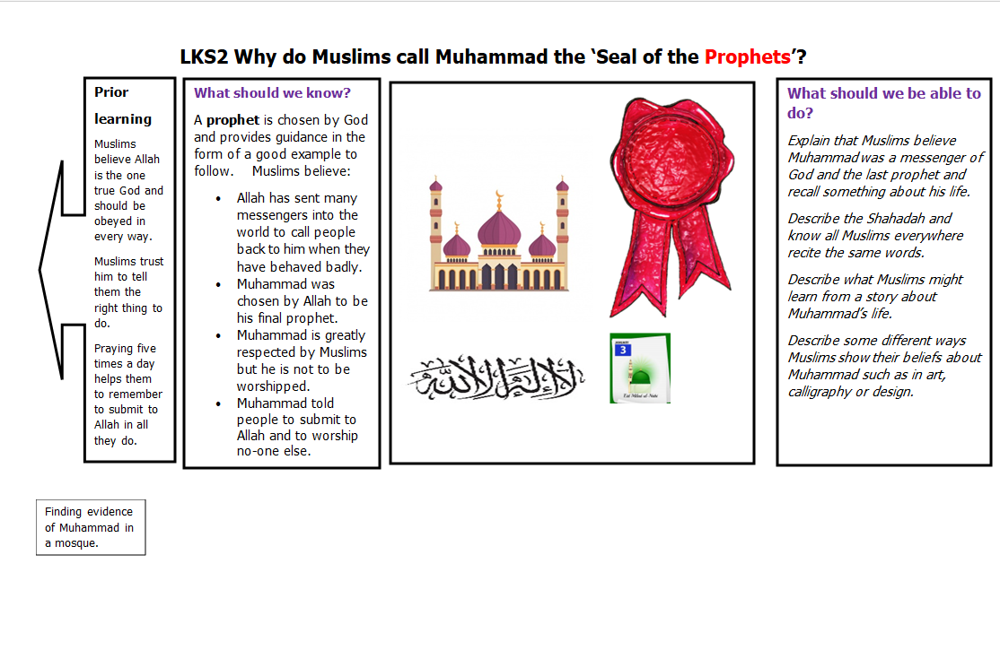 LKS2 Why do Muslims call Muhammad the ‘Seal of the Prophets’?
Prior
learning
Muslims
believe Allah
is the one
true God and
should be
obeyed in
every way.
Muslims trust
him to tell
them the
right thing to
do.
Praying five
times a day
helps them
to remember
to submit to
Allah in all
they do.
What should we know?
A prophet is chosen by God
and provides guidance in the
form of a good example to
follow. Muslims believe:
• Allah has sent many
messengers into the
world to call people
back to him when they
have behaved badly.
• Muhammad was
chosen by Allah to be
his final prophet.
• Muhammad is greatly
respected by Muslims
but he is not to be
worshipped.
• Muhammad told
people to submit to
Allah and to worship
no-one else.
لا إله إلا الله
JANUARY
3
Eid Milad ul-Nabi
What should we be able to
do?
Explain that Muslims believe
Muhammad was a messenger of
God and the last prophet and
recall something about his life.
Describe the Shahadah and
know all Muslims everywhere
recite the same words.
Describe what Muslims might
learn from a story about
Muhammad’s life.
Describe some different ways
Muslims show their beliefs about
Muhammad such as in art,
calligraphy or design.
Finding evidence
of Muhammad in
a mosque.